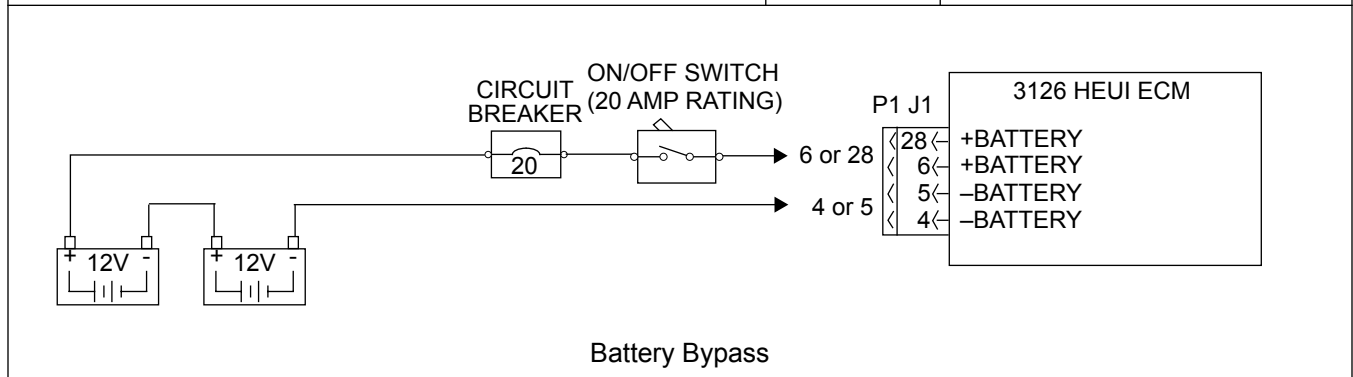 CIRCUIT
BREAKER
20
ON/OFF SWITCH
(20 AMP RATING)
P1 J1
3126 HEUI ECM
6 or 28
28 +BATTERY
6 +BATTERY
4 or 5
5 –BATTERY
4 –BATTERY
+ 12V -
+ 12V -
Battery Bypass